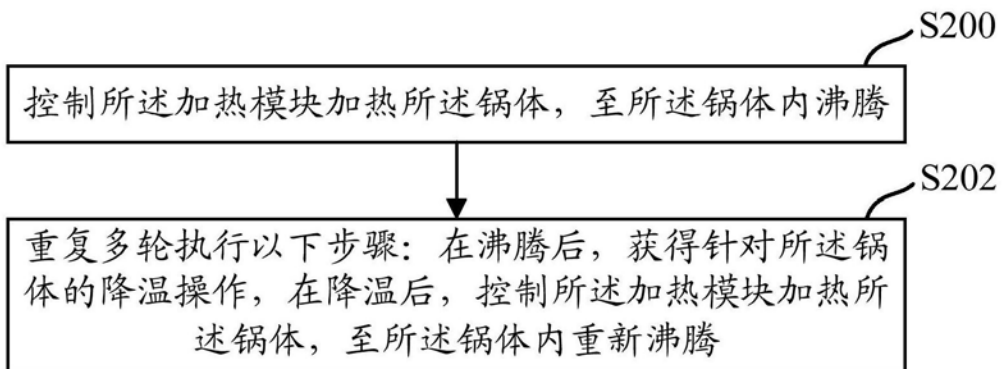 S200
控制所述加热模块加热所述锅体，至所述锅体内沸腾
S202
重复多轮执行以下步骤：在沸腾后，获得针对所述锅
体的降温操作，在降温后，控制所述加热模块加热所
述锅体，至所述锅体内重新沸腾